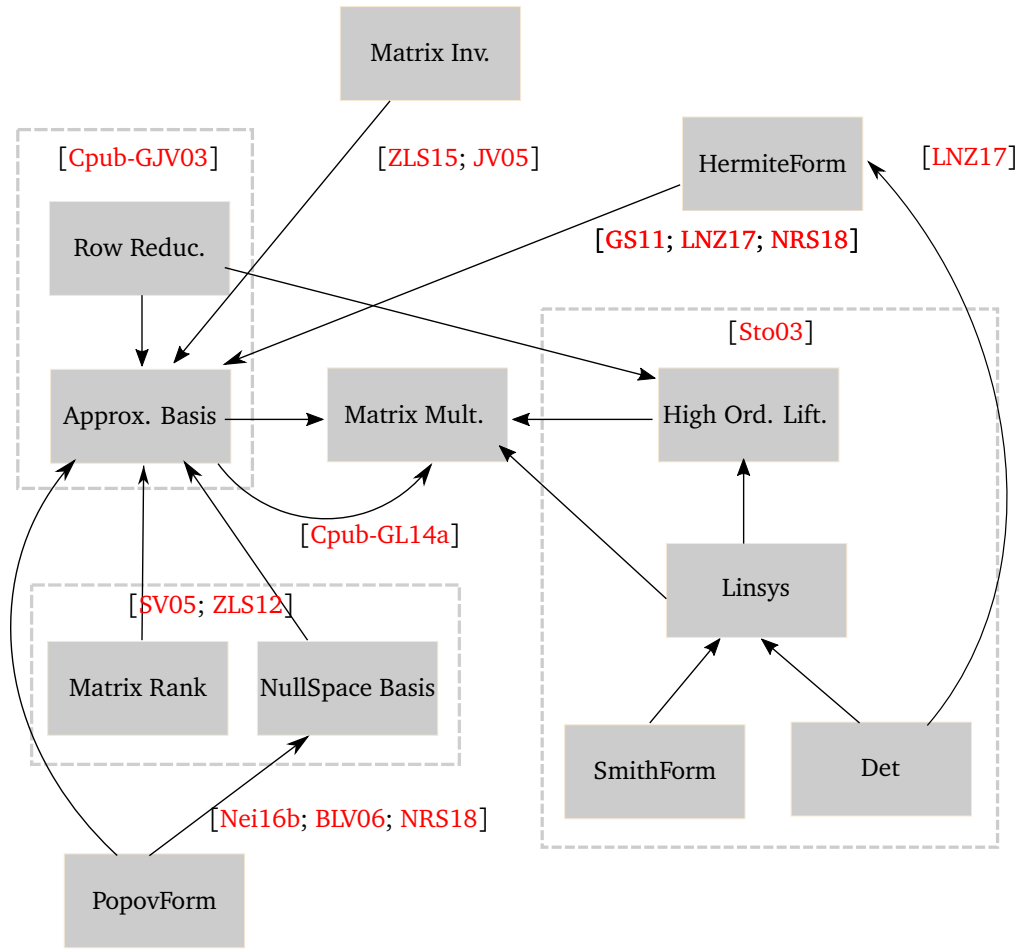 Matrix Inv.
[Cpub-GJV03]
[ZLS15; JV05]
HermiteForm
[LNZ17]
Row Reduc.
[GS11; LNZ17; NRS18]
[Sto03]
Approx. Basis
Matrix Mult.
High Ord. Lift.
[Cpub-GL14a]
Linsys
[SV05; ZLS12]
Matrix Rank
NullSpace Basis
SmithForm
Det
[Nei16b; BLV06; NRS18]
PopovForm